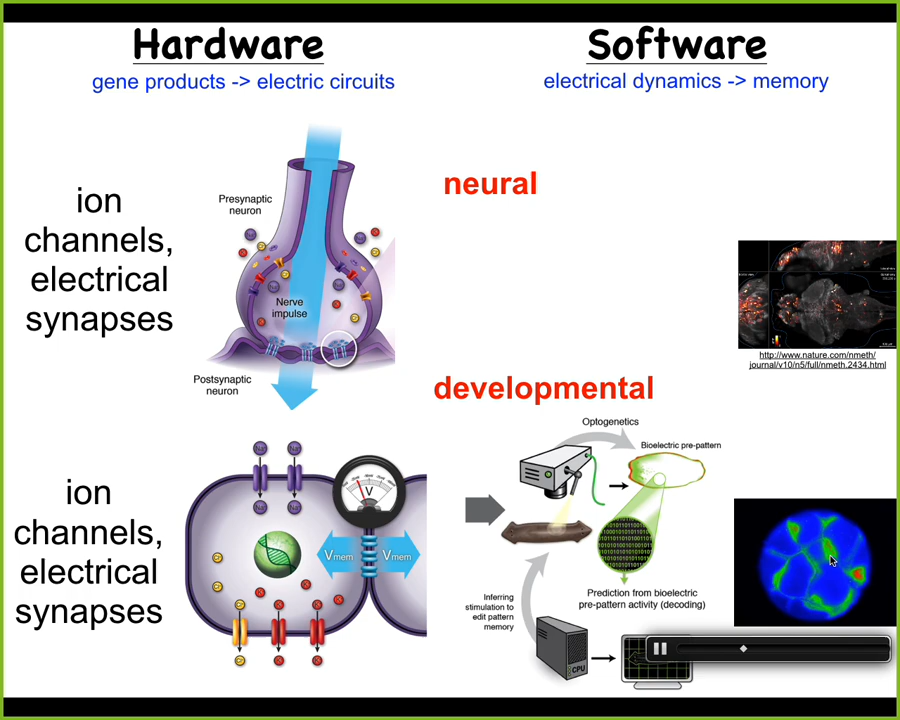 Hardware
gene products -> electric circuits
Software
electrical dynamics -> memory
ion
channels,
electrical
synapses
Presynaptic
neuron
Nerve
impulse
Postsynaptic
neuron
neural
http://www.nature.com/nmeth/
journal/v10/n5/full/nmeth.2434.html
developmental
ion
channels,
electrical
synapses
V
Vmem
Vmem
Optogenetics
Bioelectric pre-pattern
Prediction from bioelectric
pre-pattern activity (decoding)
Inferring
stimulation to
edit pattern
memory
CPU